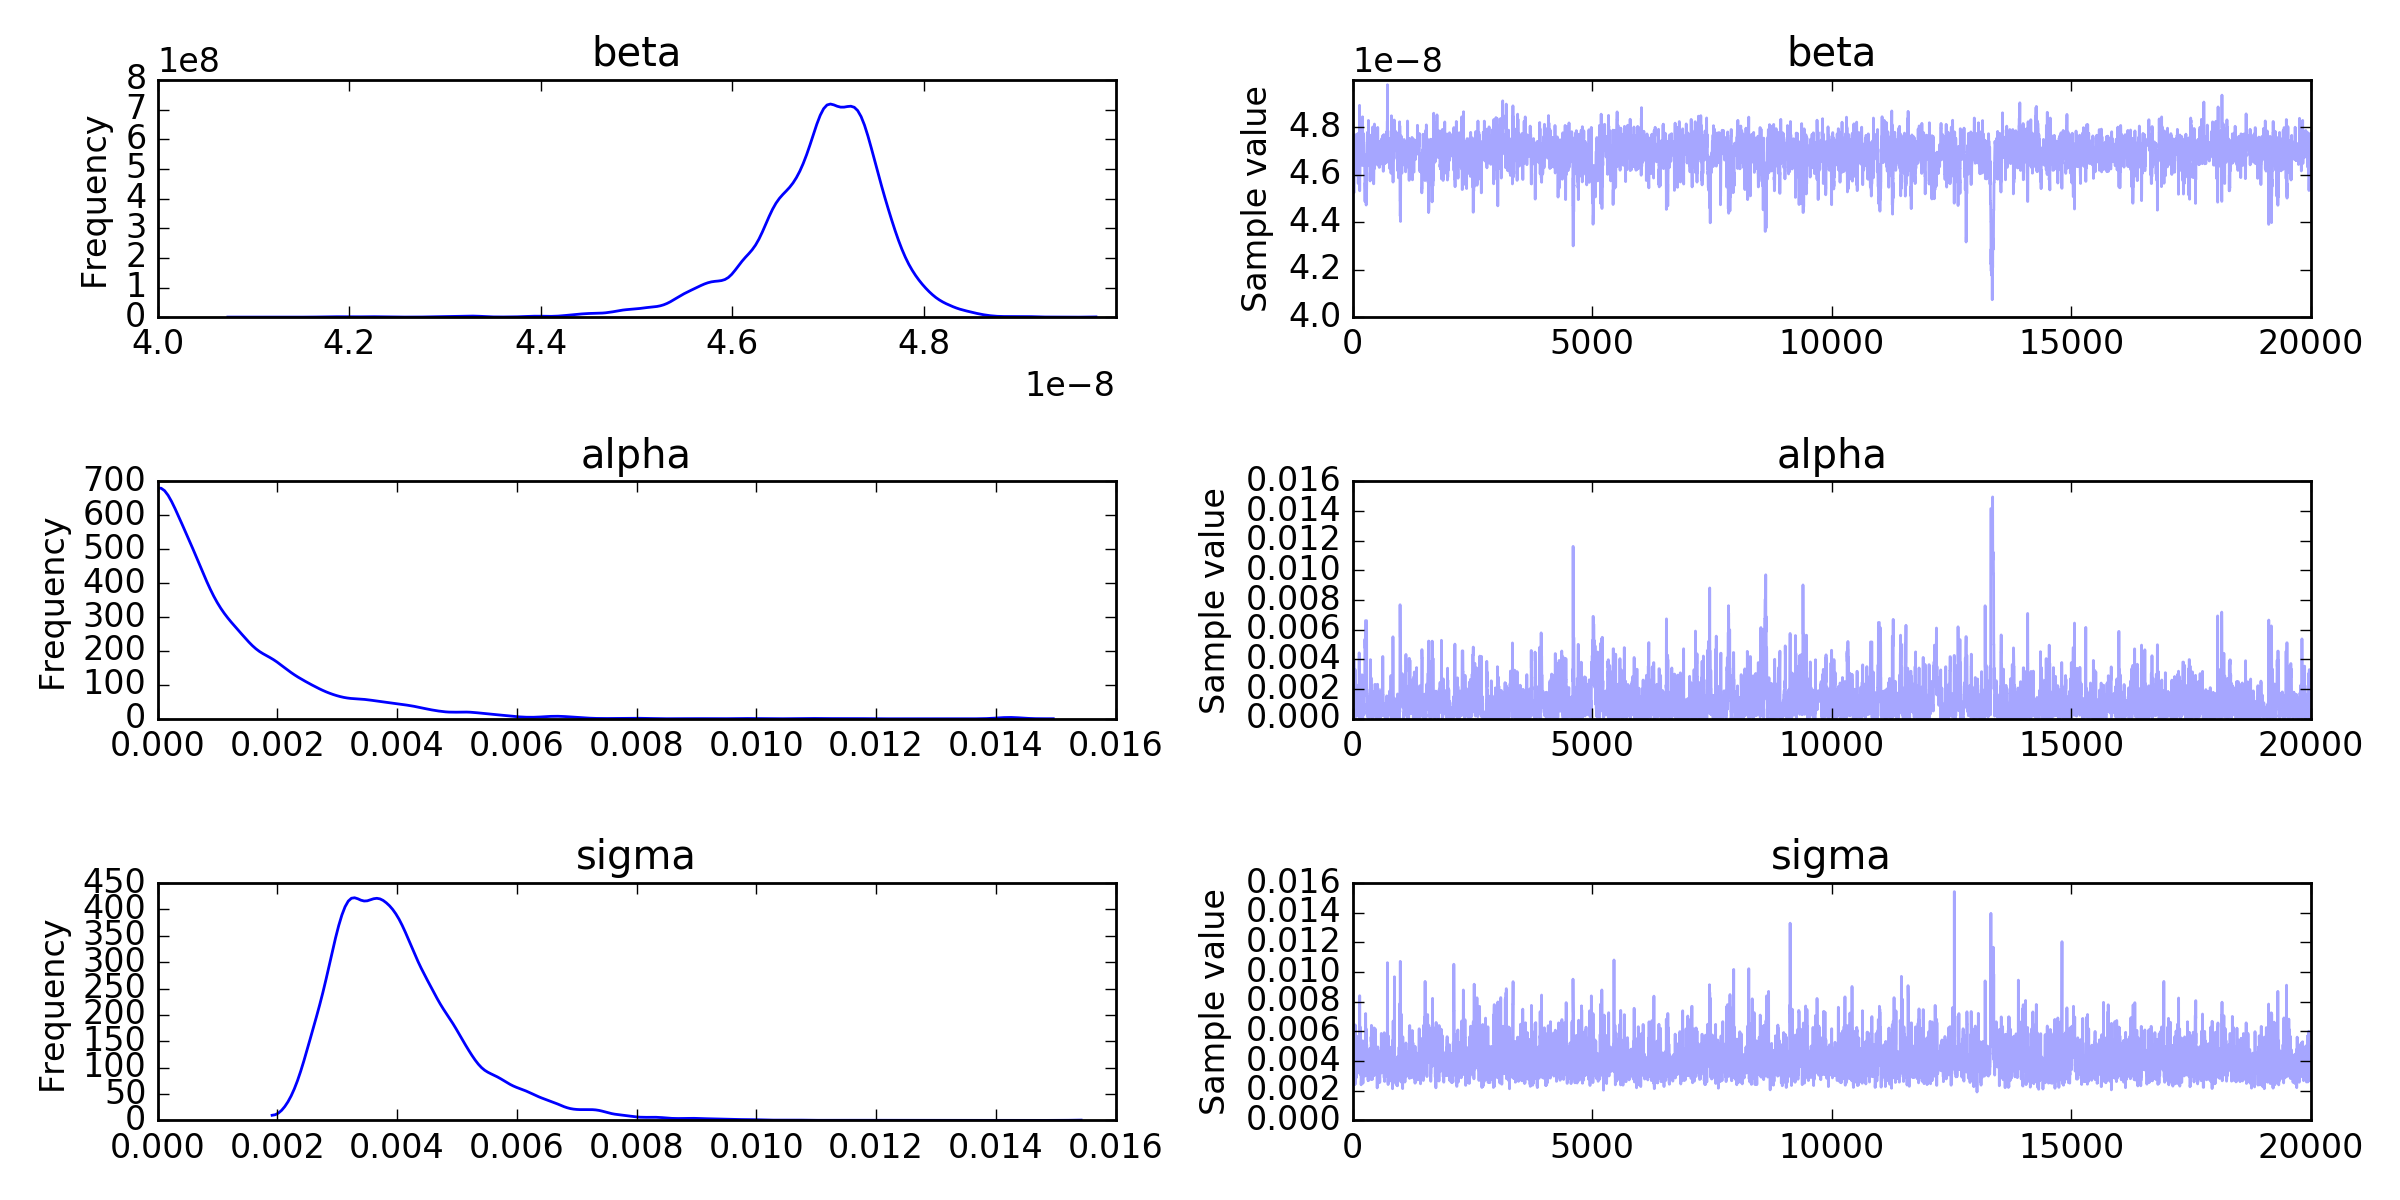 beta
1e8
Frequency
8
7
6
5
4
3
2
1
0
4.0 4.2 4.4 4.6 4.8
1e−8
beta
1e−8
Sample value
4.8
4.6
4.4
4.2
4.0
0 5000 10000 15000 20000
alpha
Frequency
700
600
500
400
300
200
100
0
0.000 0.002 0.004 0.006 0.008 0.010 0.012 0.014 0.016
alpha
Sample value
0.016
0.014
0.012
0.010
0.008
0.006
0.004
0.002
0.000
0 5000 10000 15000 20000
sigma
Frequency
450
400
350
300
250
200
150
100
50
0
0.000 0.002 0.004 0.006 0.008 0.010 0.012 0.014 0.016
sigma
Sample value
0.016
0.014
0.012
0.010
0.008
0.006
0.004
0.002
0.000
0 5000 10000 15000 20000